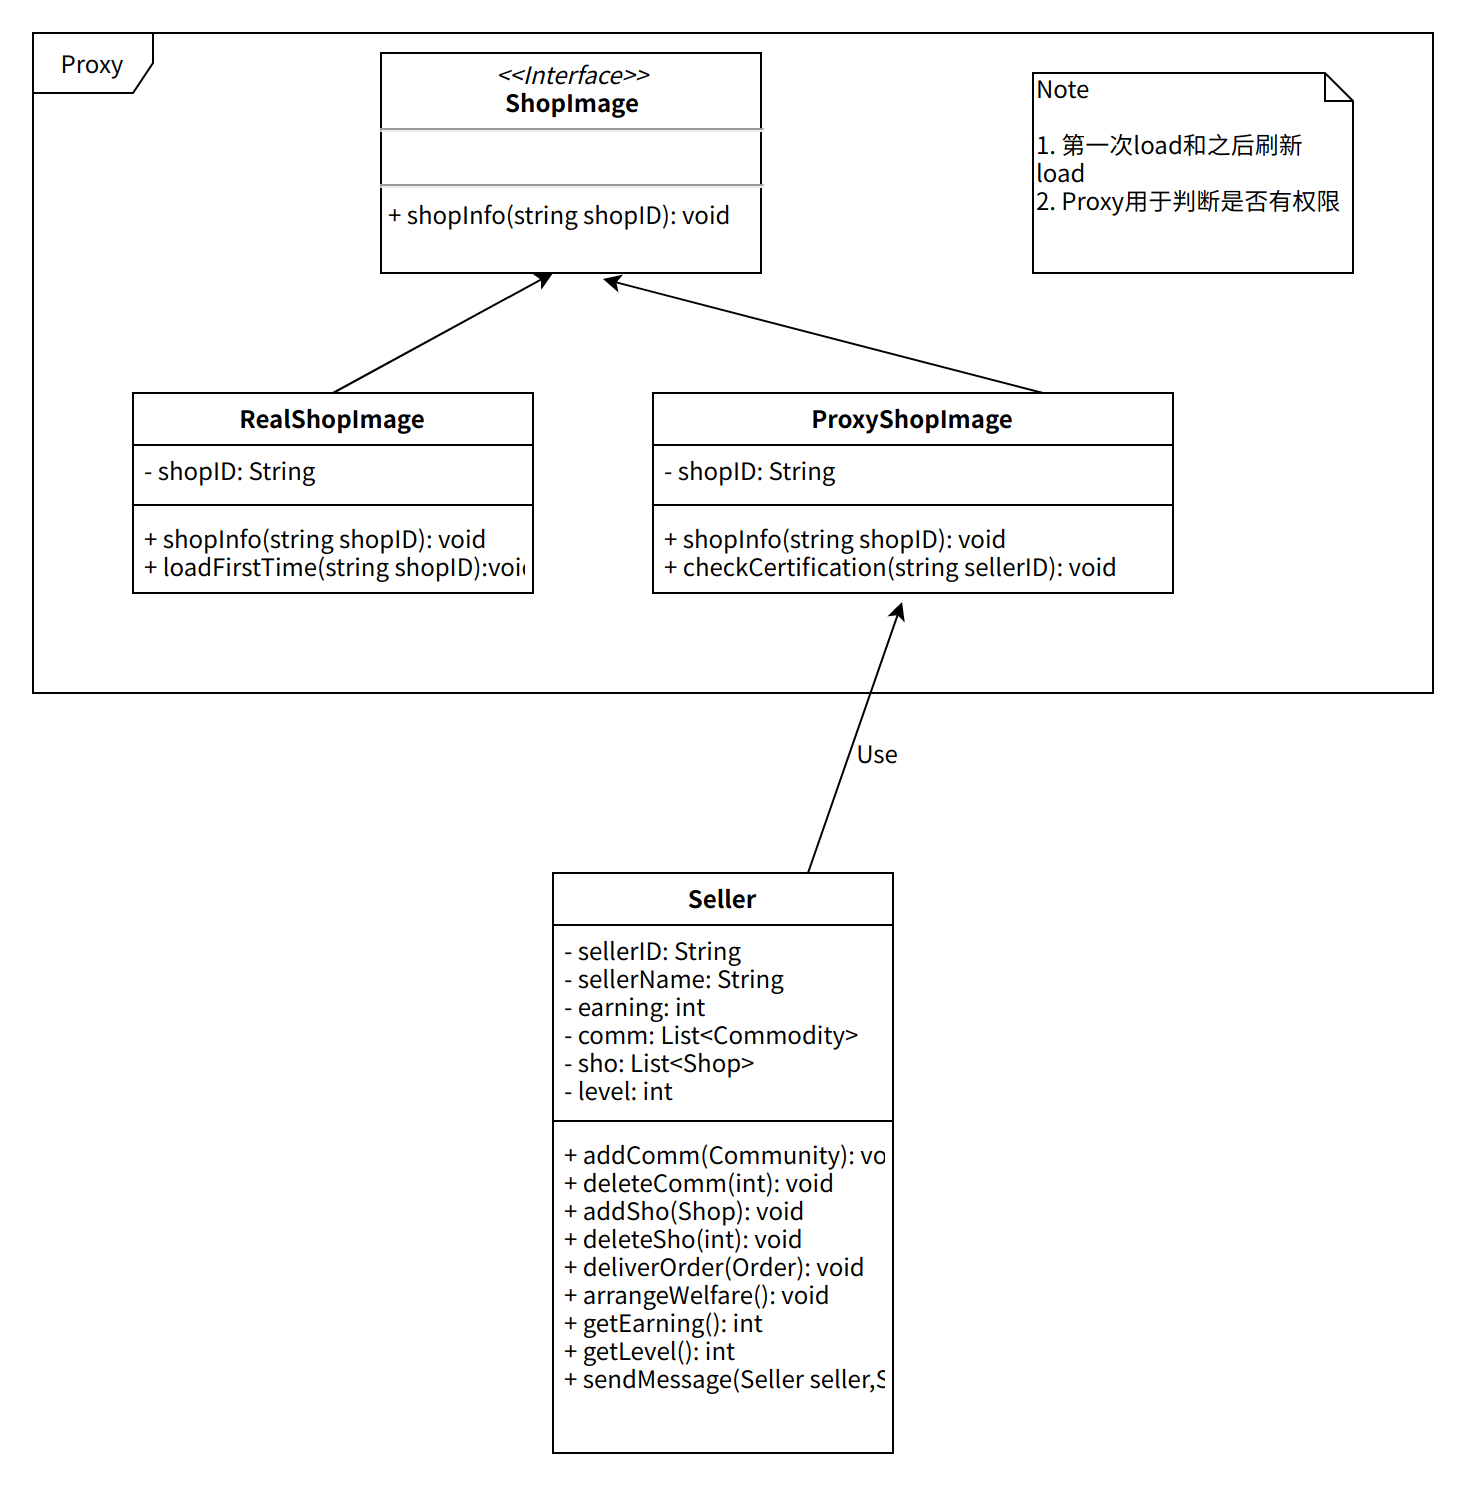 Proxy
<<Interface>>
ShopImage
+ shopInfo(string shopID): void
Note
1. 第一次load和之后刷新
load
2. Proxy用于判断是否有权限
RealShopImage
- shopID: String
+ shopInfo(string shopID): void
+ loadFirstTime(string shopID):voi
ProxyShopImage
- shopID: String
+ shopInfo(string shopID): void
+ checkCertification(string sellerID): void
Use
Seller
- sellerID: String
- sellerName: String
- earning: int
- comm: List<Commodity>
- sho: List<Shop>
- level: int
+ addComm(Community): vo
+ deleteComm(int): void
+ addSho(Shop): void
+ deleteSho(int): void
+ deliverOrder(Order): void
+ arrangeWelfare(): void
+ getEarning(): int
+ getLevel(): int
+ sendMessage(Seller seller,S